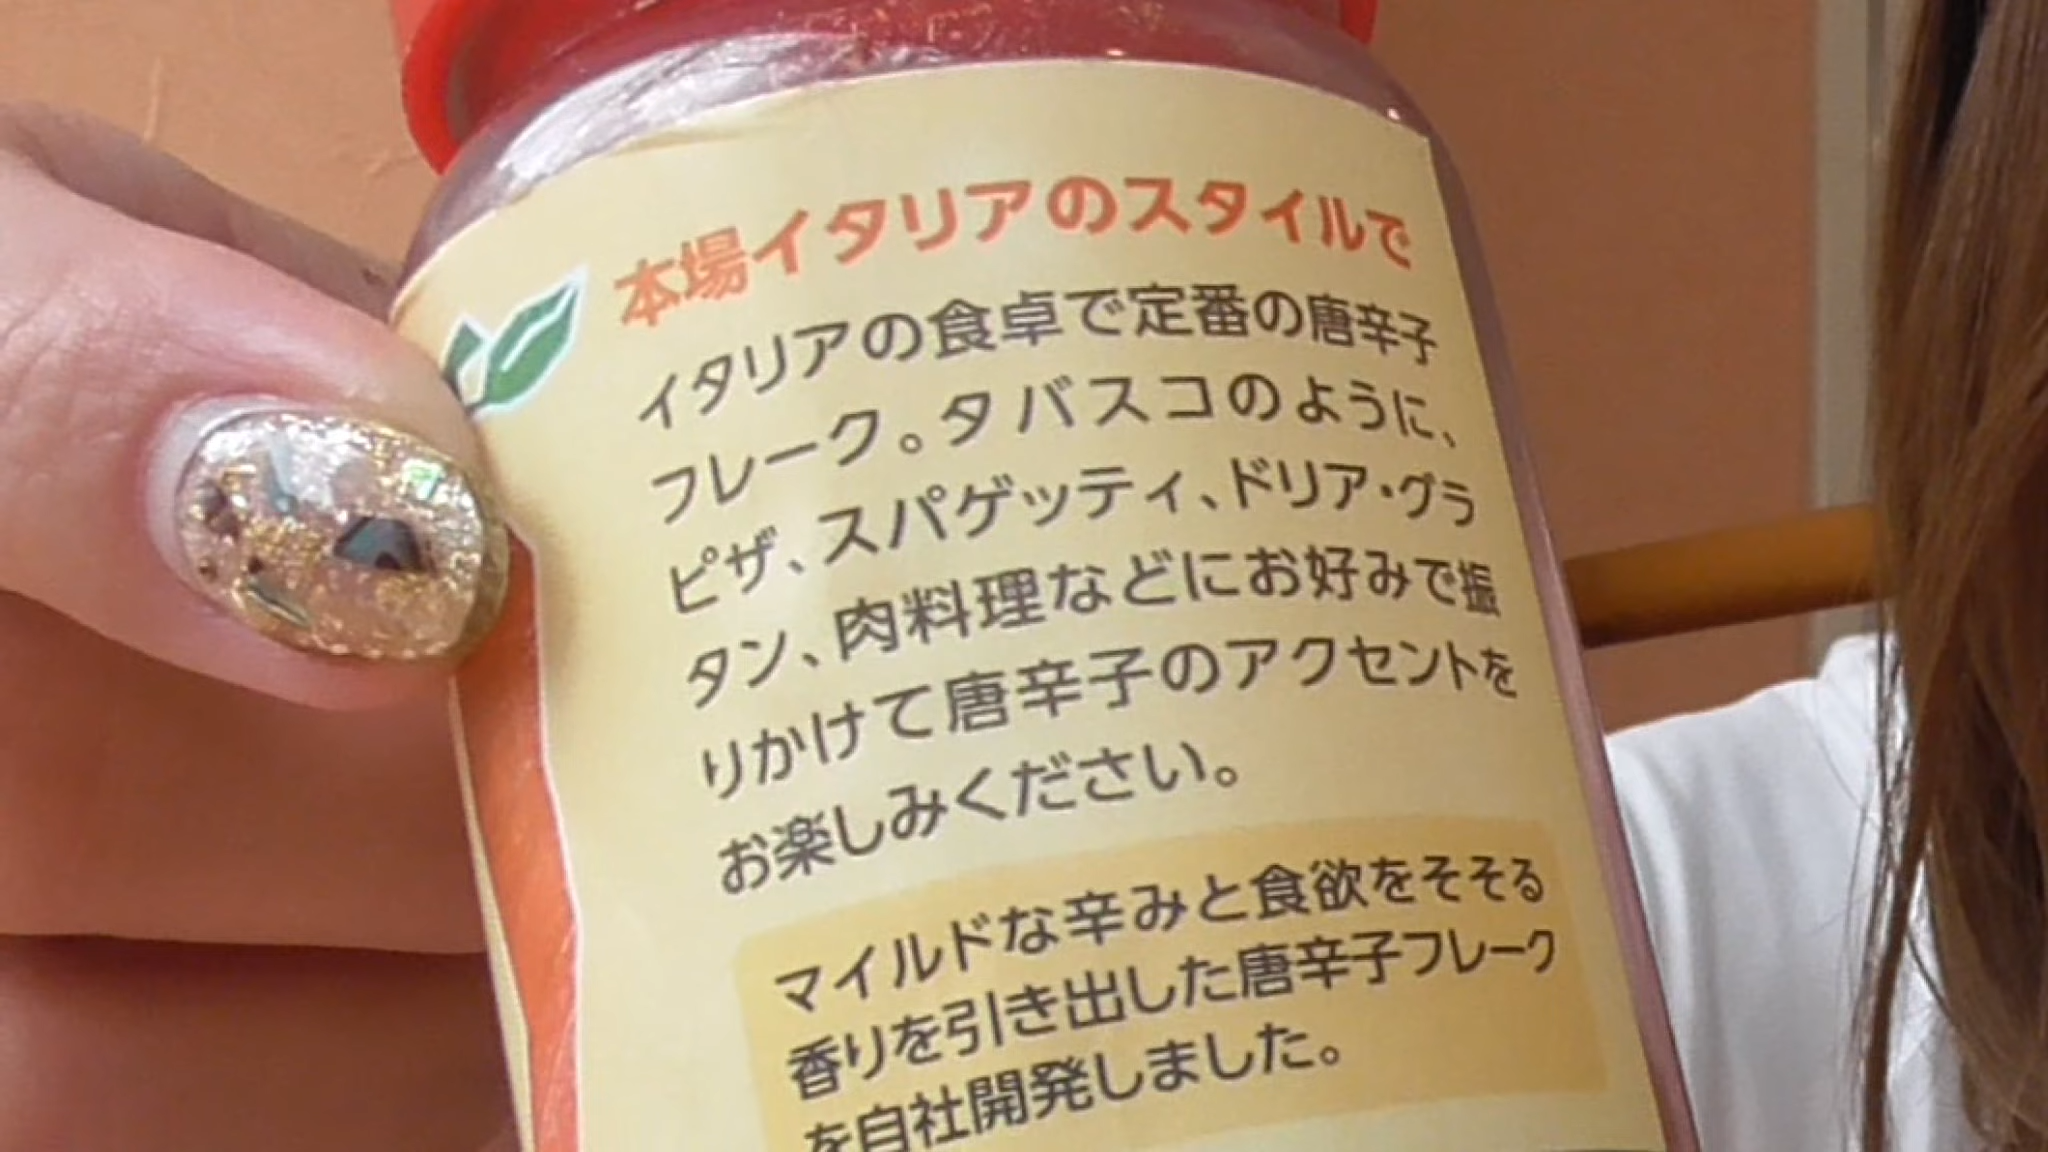 本場イタリアのスタイルで
イタリアの食卓で定番の唐辛子
フレーク。タバスコのように、
ピザ、スパゲッティ、ドリア・グラ
タン、肉料理などにお好みで振
りかけて唐辛子のアクセントを
お楽しみください。
マイルドな辛みと食欲をそそる
香りを引き出した唐辛子フレーク
を自社開発しました。